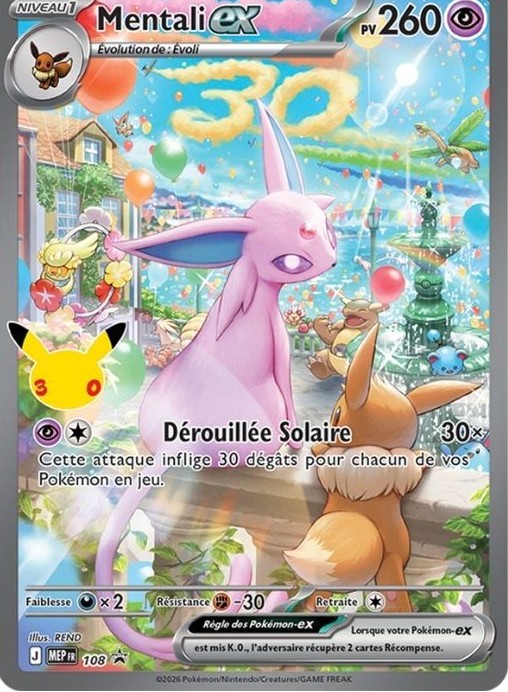 NIVEAU 1
Mentali ex PV 260
Évolution de : Évoli
30
3 0
Dérouillée Solaire 30×
Cette attaque inflige 30 dégâts pour chacun de vos
Pokémon en jeu.
Faiblesse ×2 Résistance -30 Retraite
Règle des Pokémon-ex Lorsque votre Pokémon-ex
est mis K.O., l'adversaire récupère 2 cartes Récompense.
Illus. REND
J MEP FR 108
©2026 Pokémon/Nintendo/Creatures/GAME FREAK